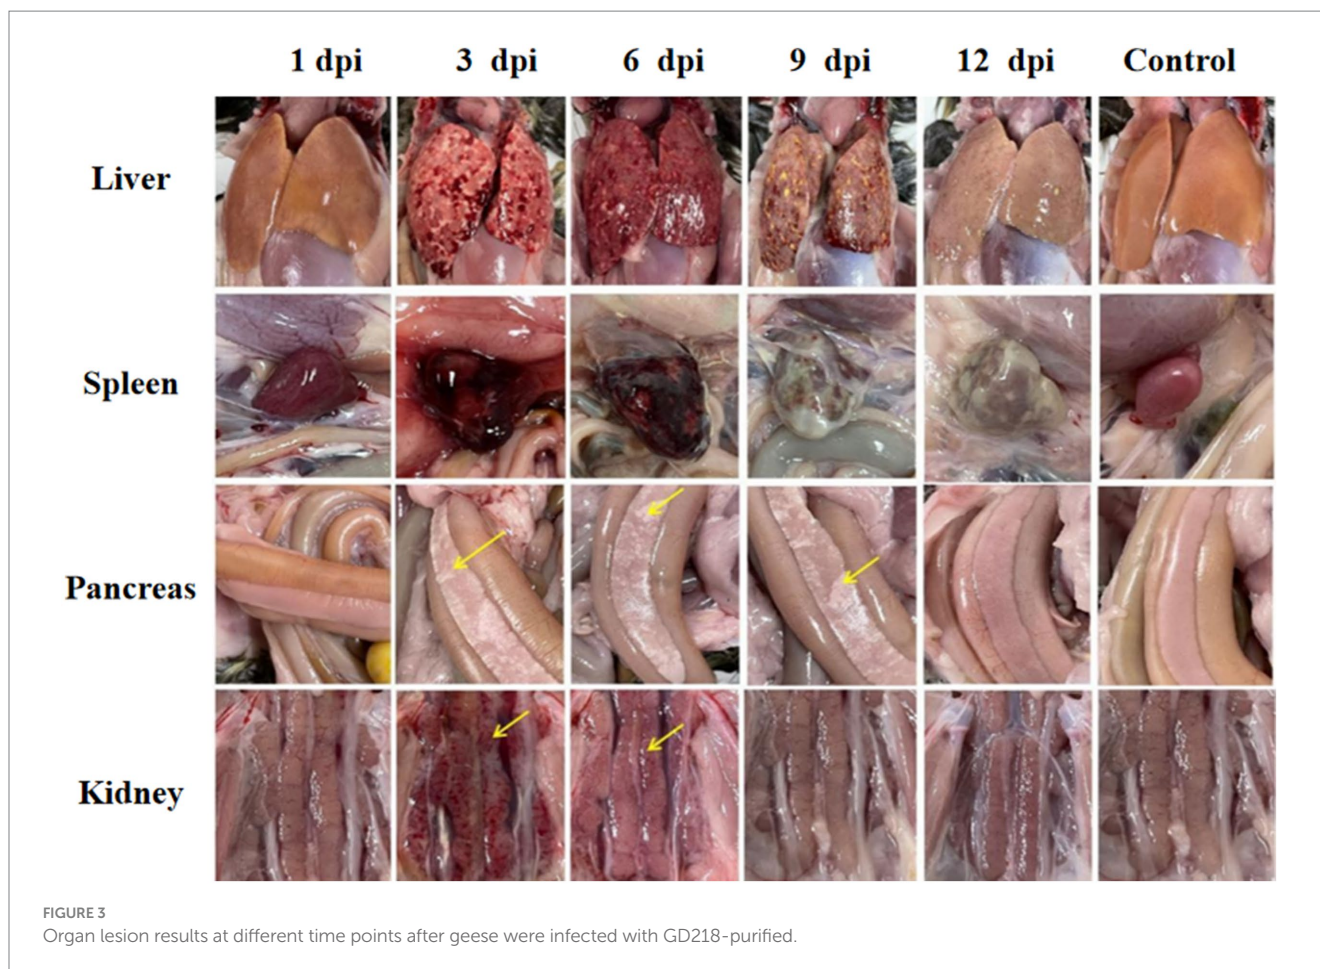 1 dpi 3 dpi 6 dpi 9 dpi 12 dpi Control
Liver
Spleen
Pancreas
Kidney
FIGURE 3
Organ lesion results at different time points after geese were infected with GD218-purified.